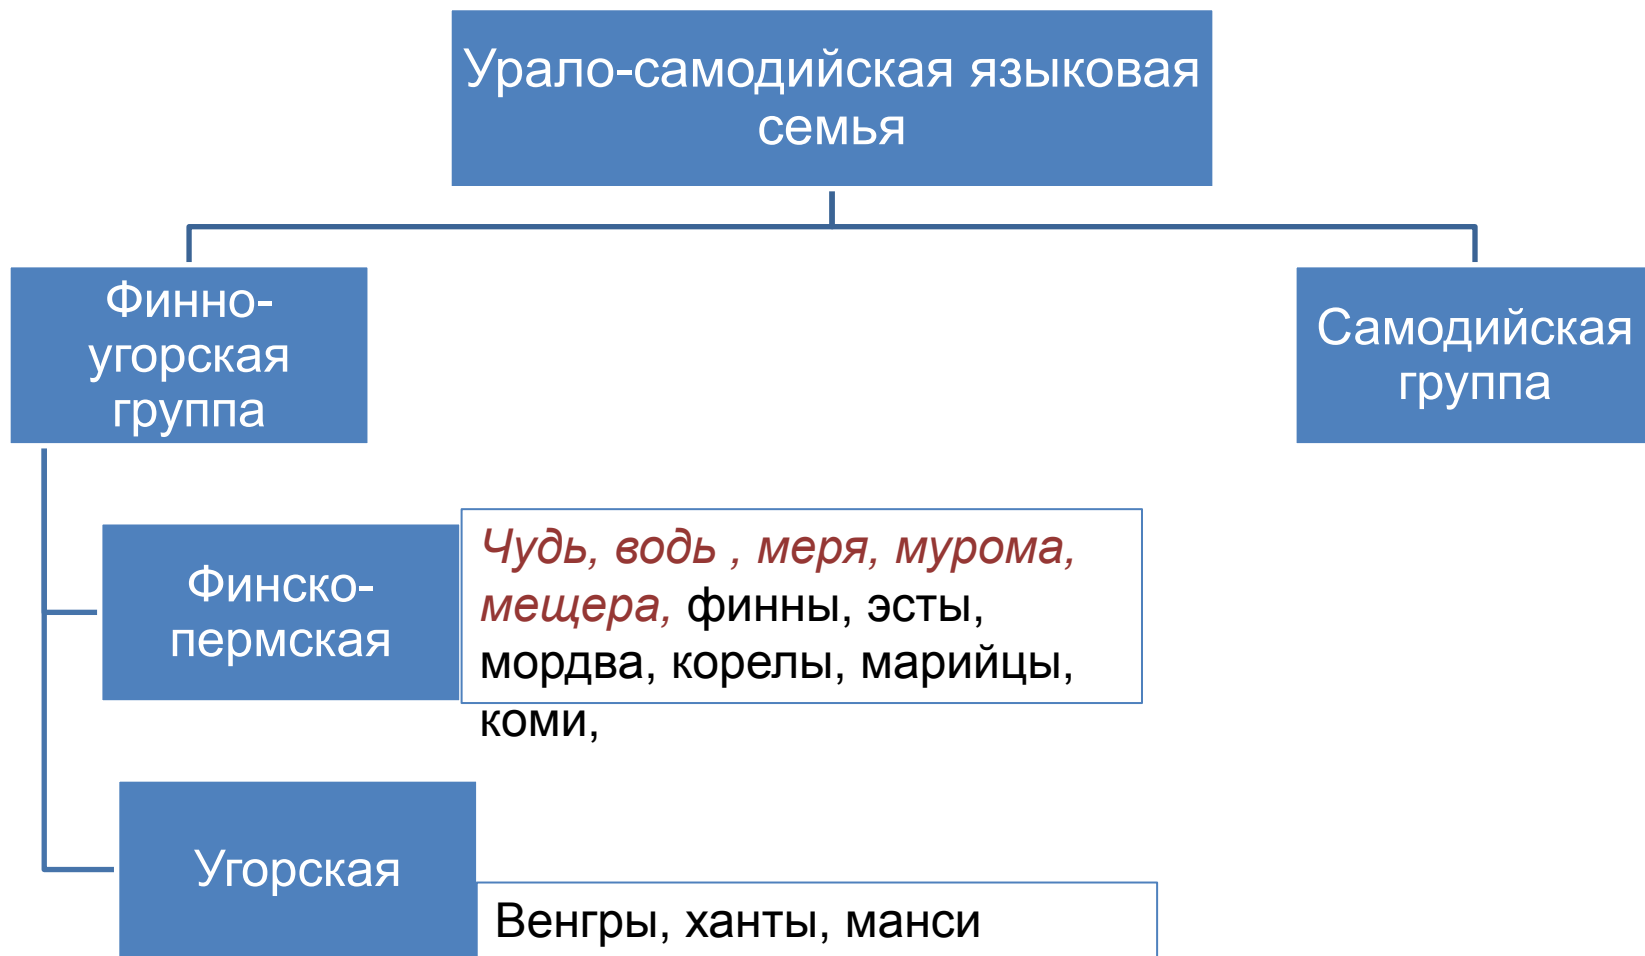 Урало-самодийская языковая
семья
Финно-
угорская
группа
Самодийская
группа
Финско-
пермская
Чудь, водь , меря, мурома,
мещера, финны, эсты,
мордва, корелы, марийцы,
коми,
Угорская
Венгры, ханты, манси